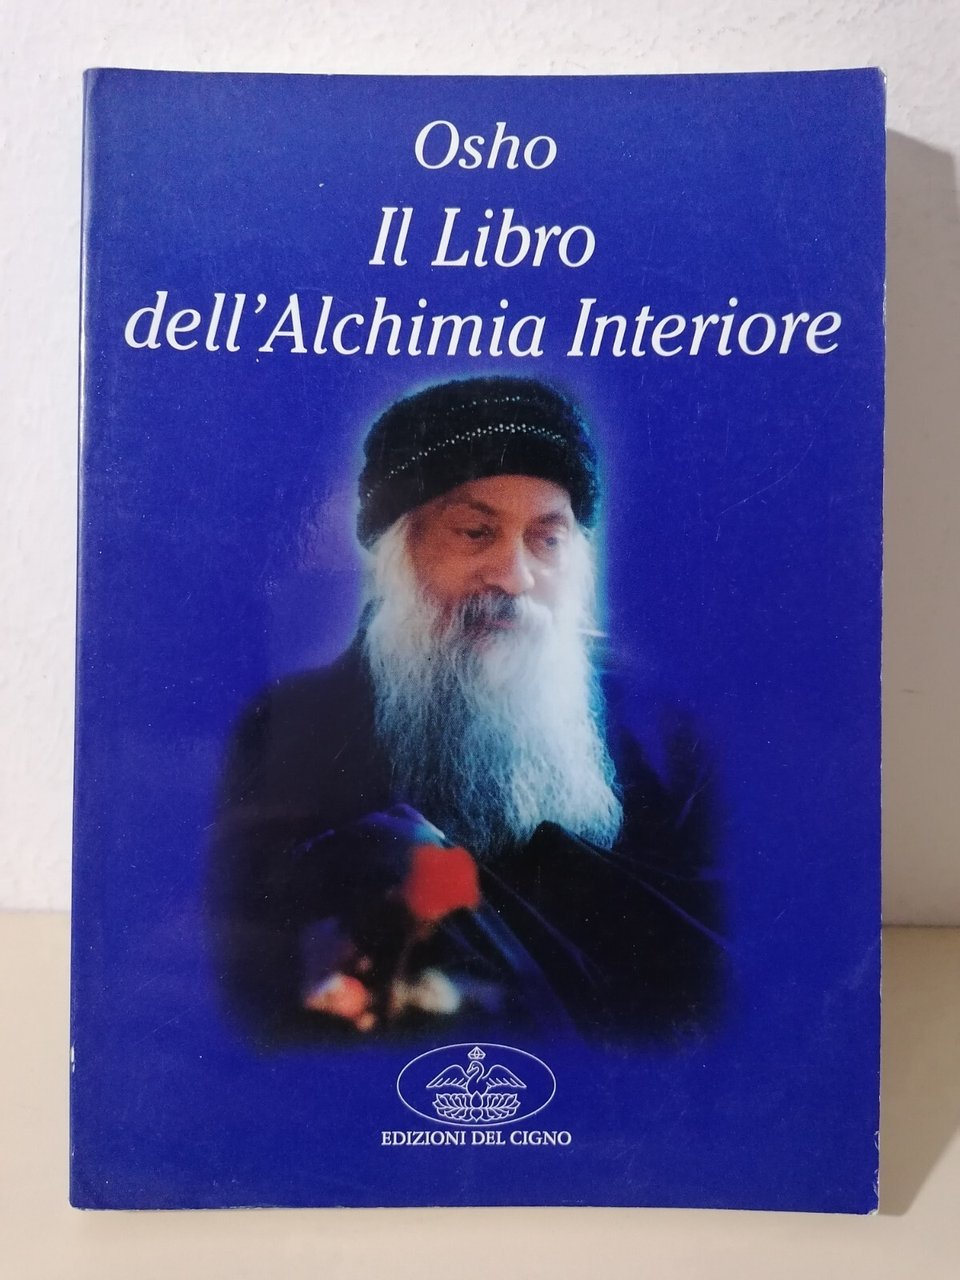 Osho
Il Libro
dell'Alchimia Interiore
EDIZIONI DEL CIGNO